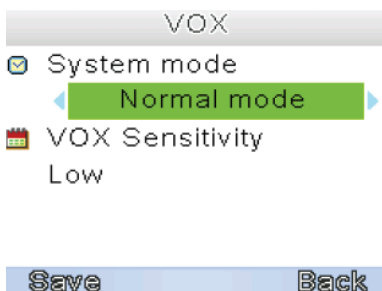 VOX
System mode
Normal mode
VOX Sensitivity
Low
Save Back